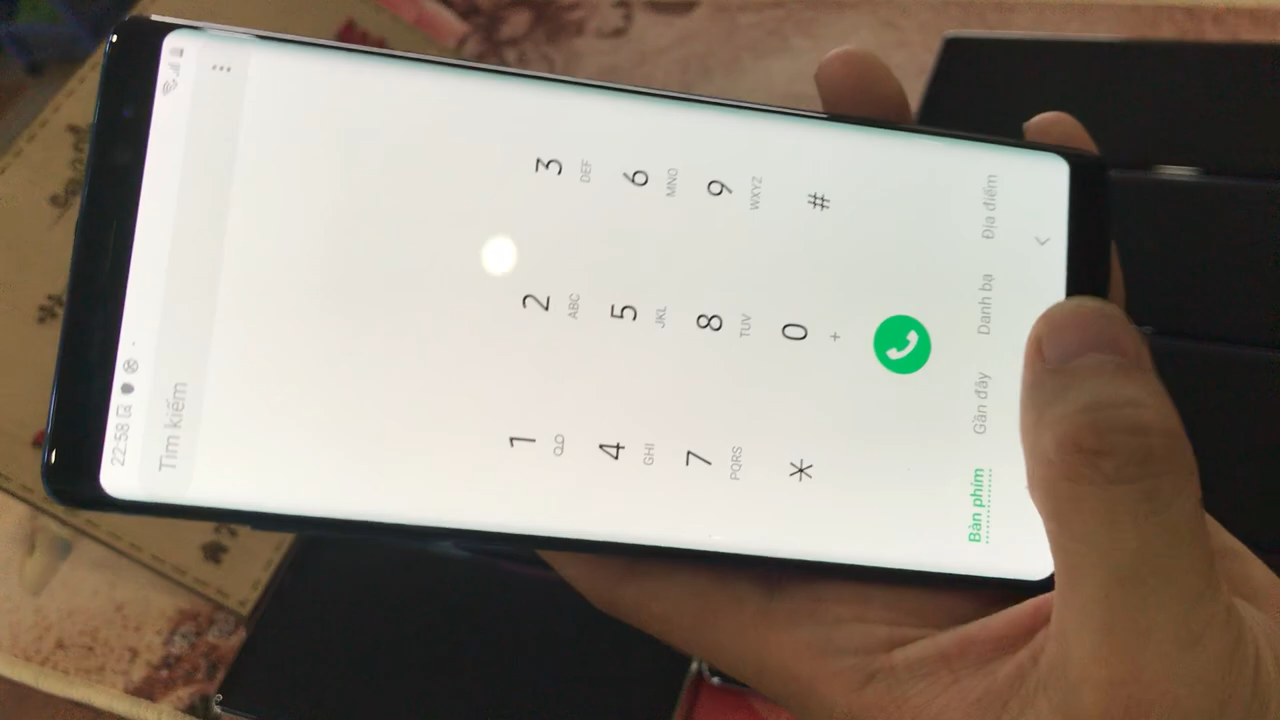 22:58
Tìm kiếm
1 2 3
ABC DEF
4 5 6
GHI JKL MNO
7 8 9
PQRS TUV WXYZ
* 0 #
+
Bàn phím Gần đây Danh bạ Địa điểm